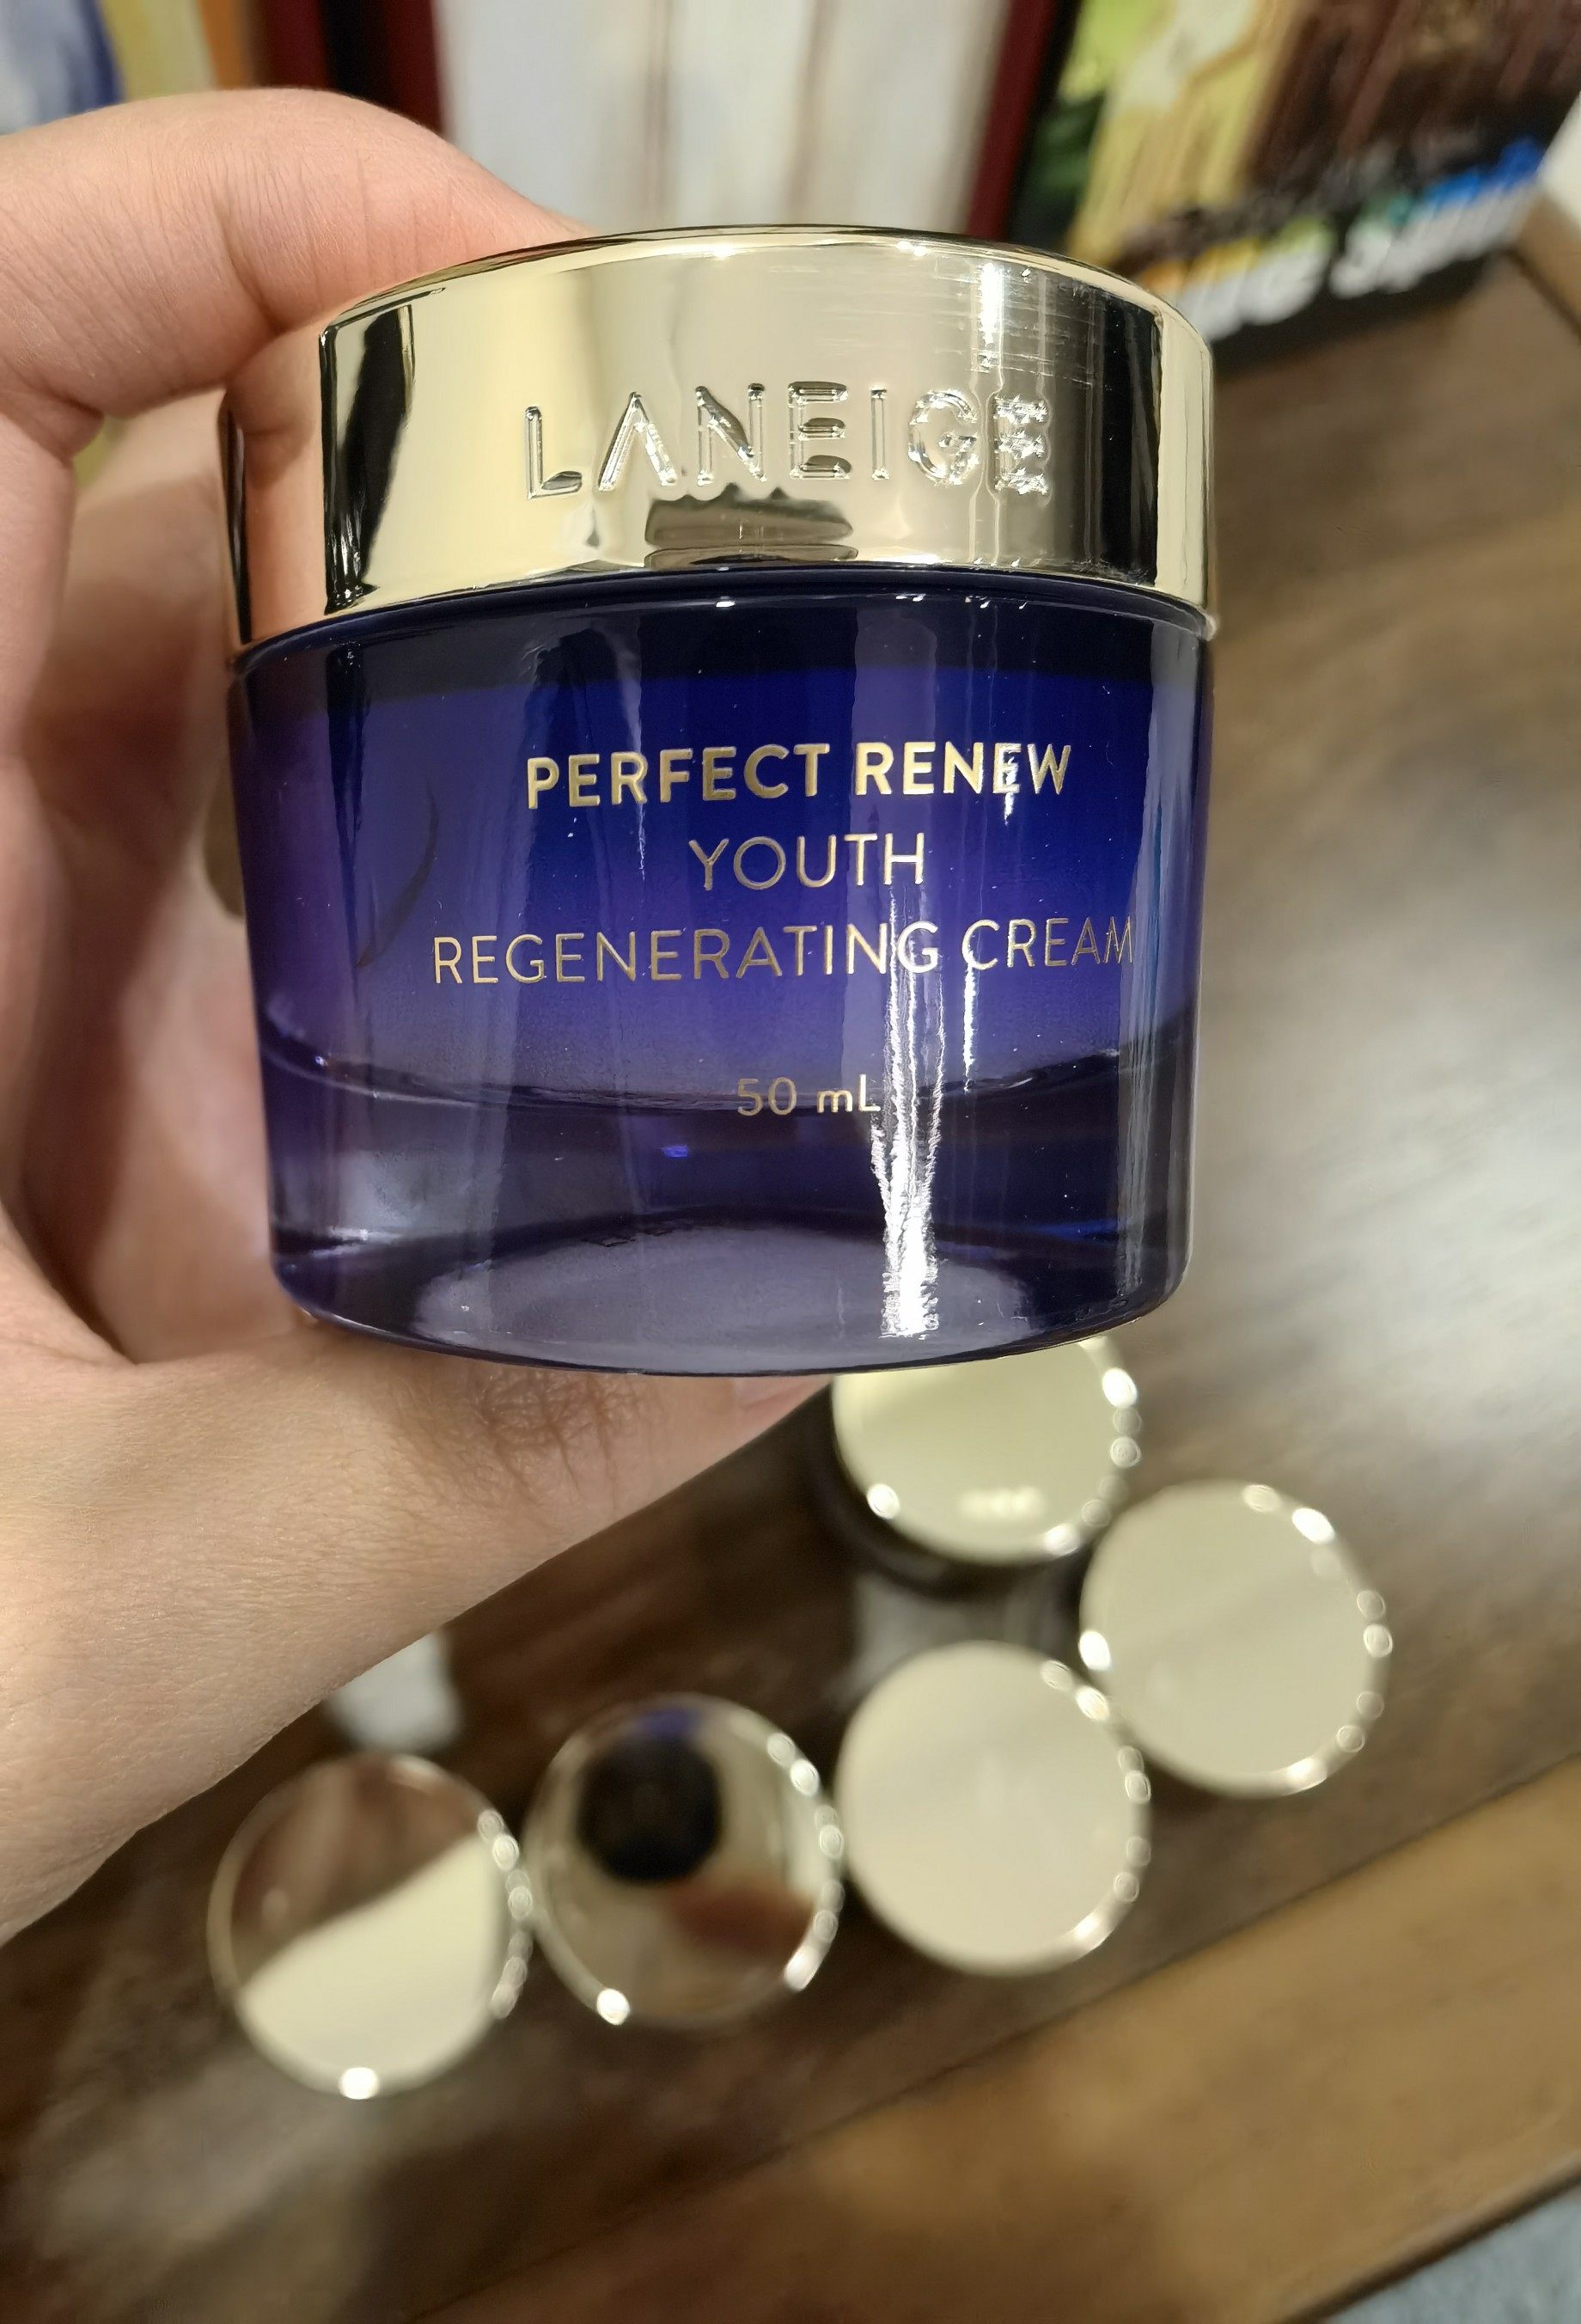 LANEIGE
PERFECT RENEW
YOUTH
REGENERATING CREAM
50 mL